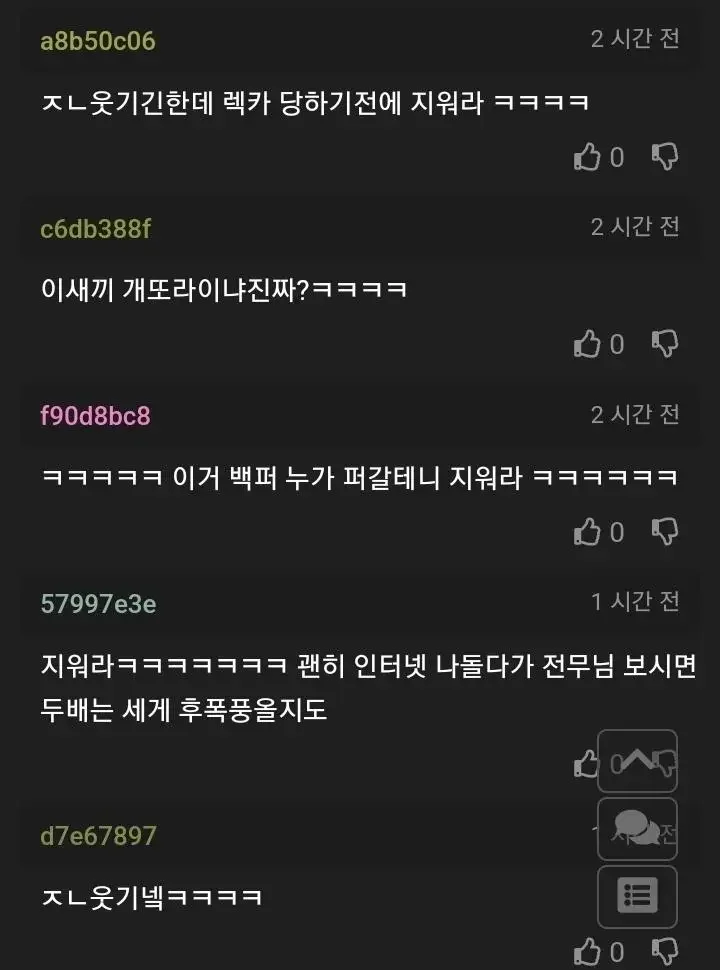 a8b50c06
2 시간 전
ㅈㄴ웃기긴한데 렉카 당하기전에 지워라 ㅋㅋㅋㅋ
0
c6db388f
2 시간 전
이새끼 개또라이냐진짜?ㅋㅋㅋㅋ
0
f90d8bc8
2 시간 전
ㅋㅋㅋㅋㅋ 이거 백퍼 누가 퍼갈테니 지워라 ㅋㅋㅋㅋㅋㅋ
0
57997e3e
1 시간 전
지워라ㅋㅋㅋㅋㅋㅋㅋ 괜히 인터넷 나돌다가 전무님 보시면
두배는 세게 후폭풍올지도
0
d7e67897
1 시간 전
ㅈㄴ웃기넼ㅋㅋㅋㅋ
0